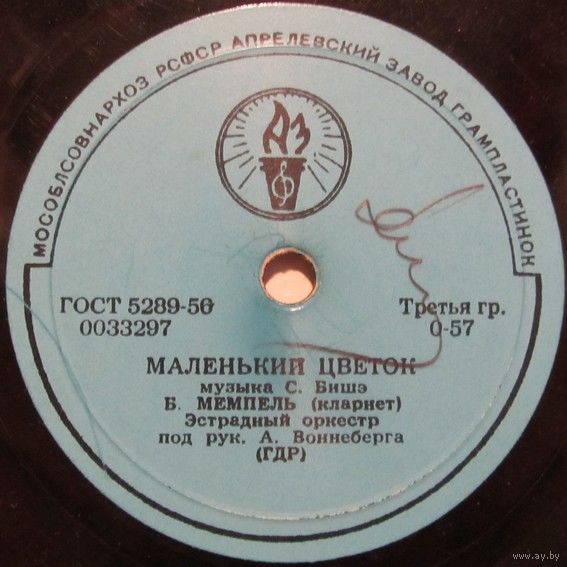 МОСОБЛСОВНАРХОЗ РСФСР АПРЕЛЕВСКИЙ ЗАВОД ГРАМПЛАСТИНОК
АЗ
ГОСТ 5289-56
0033297
Третья гр.
0-57
МАЛЕНЬКИЙ ЦВЕТОК
музыка С. Бишэ
Б. МЕМПЕЛЬ (кларнет)
Эстрадный оркестр
под рук. А. Воннеберга
(ГДР)
www.ay.by